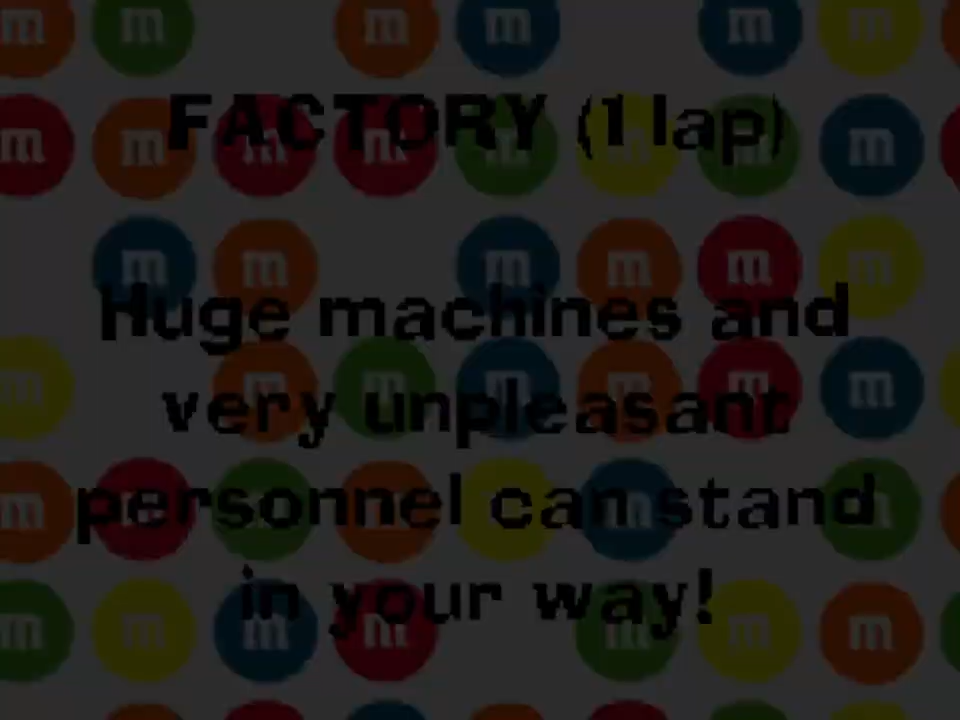 FACTORY (1 lap)
Huge machines and
very unpleasant
personnel can stand
in your way!